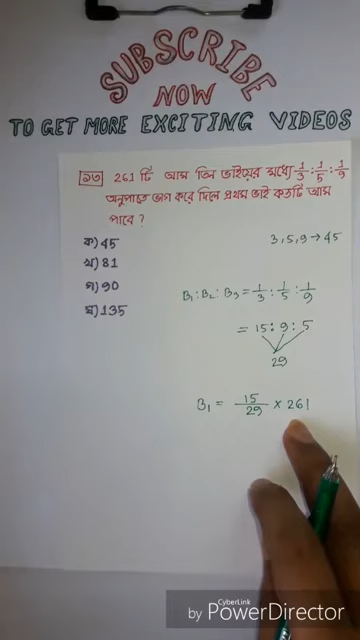 SUBSCRIBE
NOW
TO GET MORE EXCITING VIDEOS
১৩ 261 টি আম তিন ভাইয়ের মধ্যে 1/3 : 1/5 : 1/9
অনুপাতে ভাগ করে দিলে প্রথম ভাই কতটি আম
পাবে ?
ক) 45
3, 5, 9 → 45
খ) 81
গ) 90
ঘ) 135
B₁ : B₂ : B₃ = 1/3 : 1/5 : 1/9
= 15 : 9 : 5
29
B₁ = 15/29 × 261
by CyberLink PowerDirector